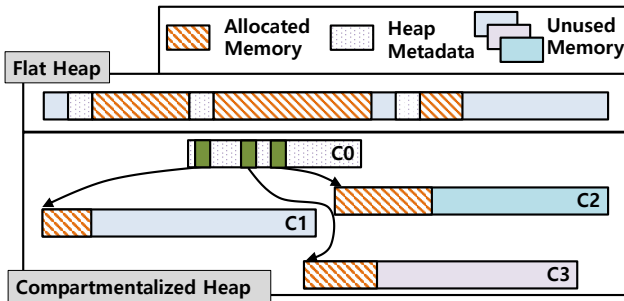 Allocated
Memory
Heap
Metadata
Unused
Memory
Flat Heap
C0
C2
C1
C3
Compartmentalized Heap